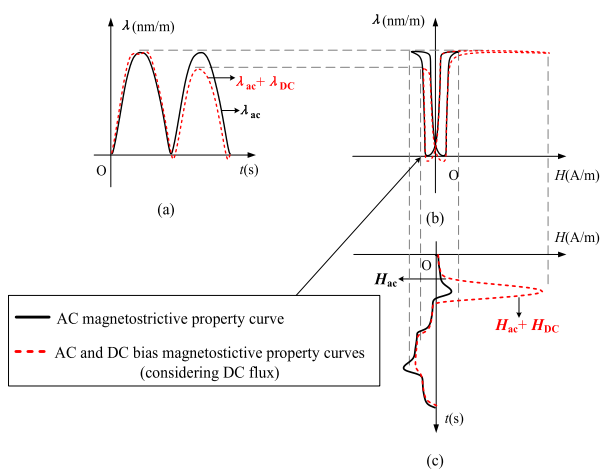 λ (nm/m)
λac + λDC
λac
O
t(s)
(a)
λ(nm/m)
O
H(A/m)
(b)
H(A/m)
O
Hac
Hac+ HDC
t(s)
(c)
AC magnetostrictive property curve
AC and DC bias magnetostictive property curves
(considering DC flux)